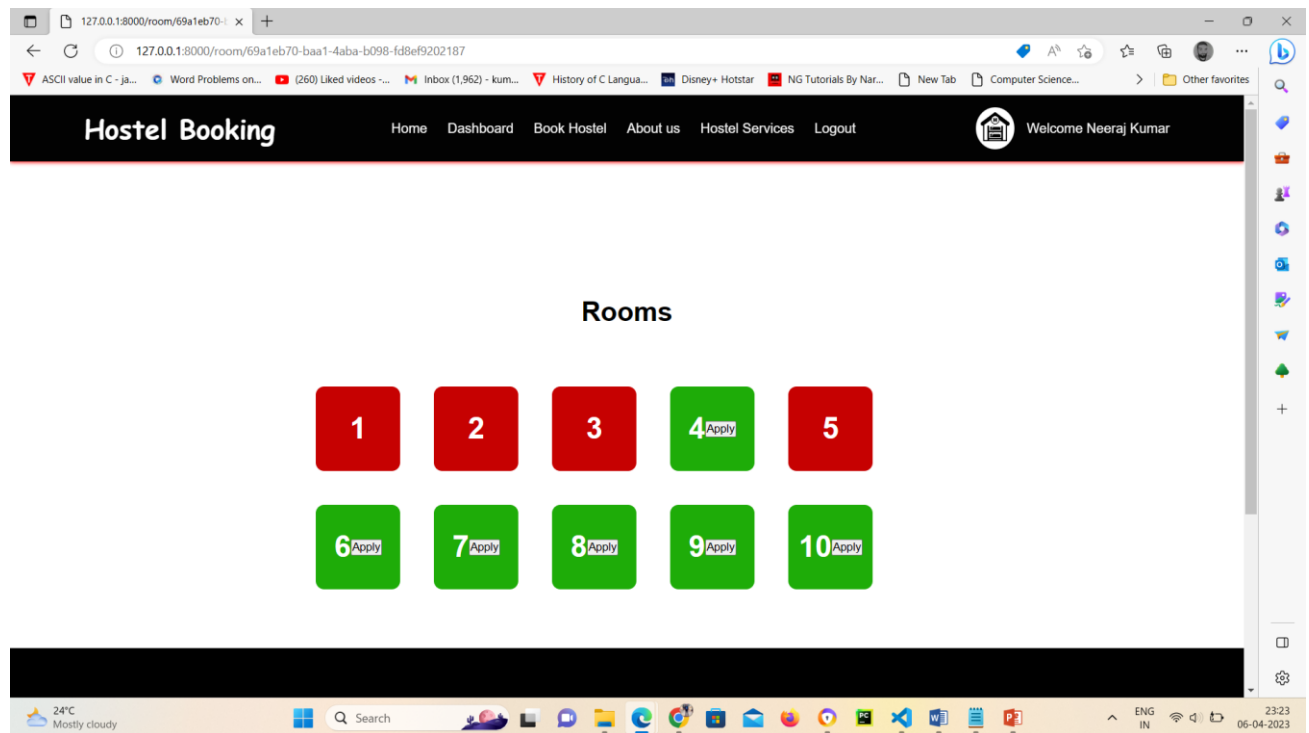 127.0.0.1:8000/room/69a1eb70-
127.0.0.1:8000/room/69a1eb70-baa1-4aba-b098-fd8ef9202187
ASCII value in C - ja... Word Problems on... (260) Liked videos -... Inbox (1,962) - kum... History of C Langua... Disney+ Hotstar NG Tutorials By Nar... New Tab Computer Science... Other favorites
Hostel Booking Home Dashboard Book Hostel About us Hostel Services Logout Welcome Neeraj Kumar
Rooms
1 2 3 4 Apply 5
6 Apply 7 Apply 8 Apply 9 Apply 10 Apply
24°C
Mostly cloudy
Search
ENG
IN
23:23
06-04-2023